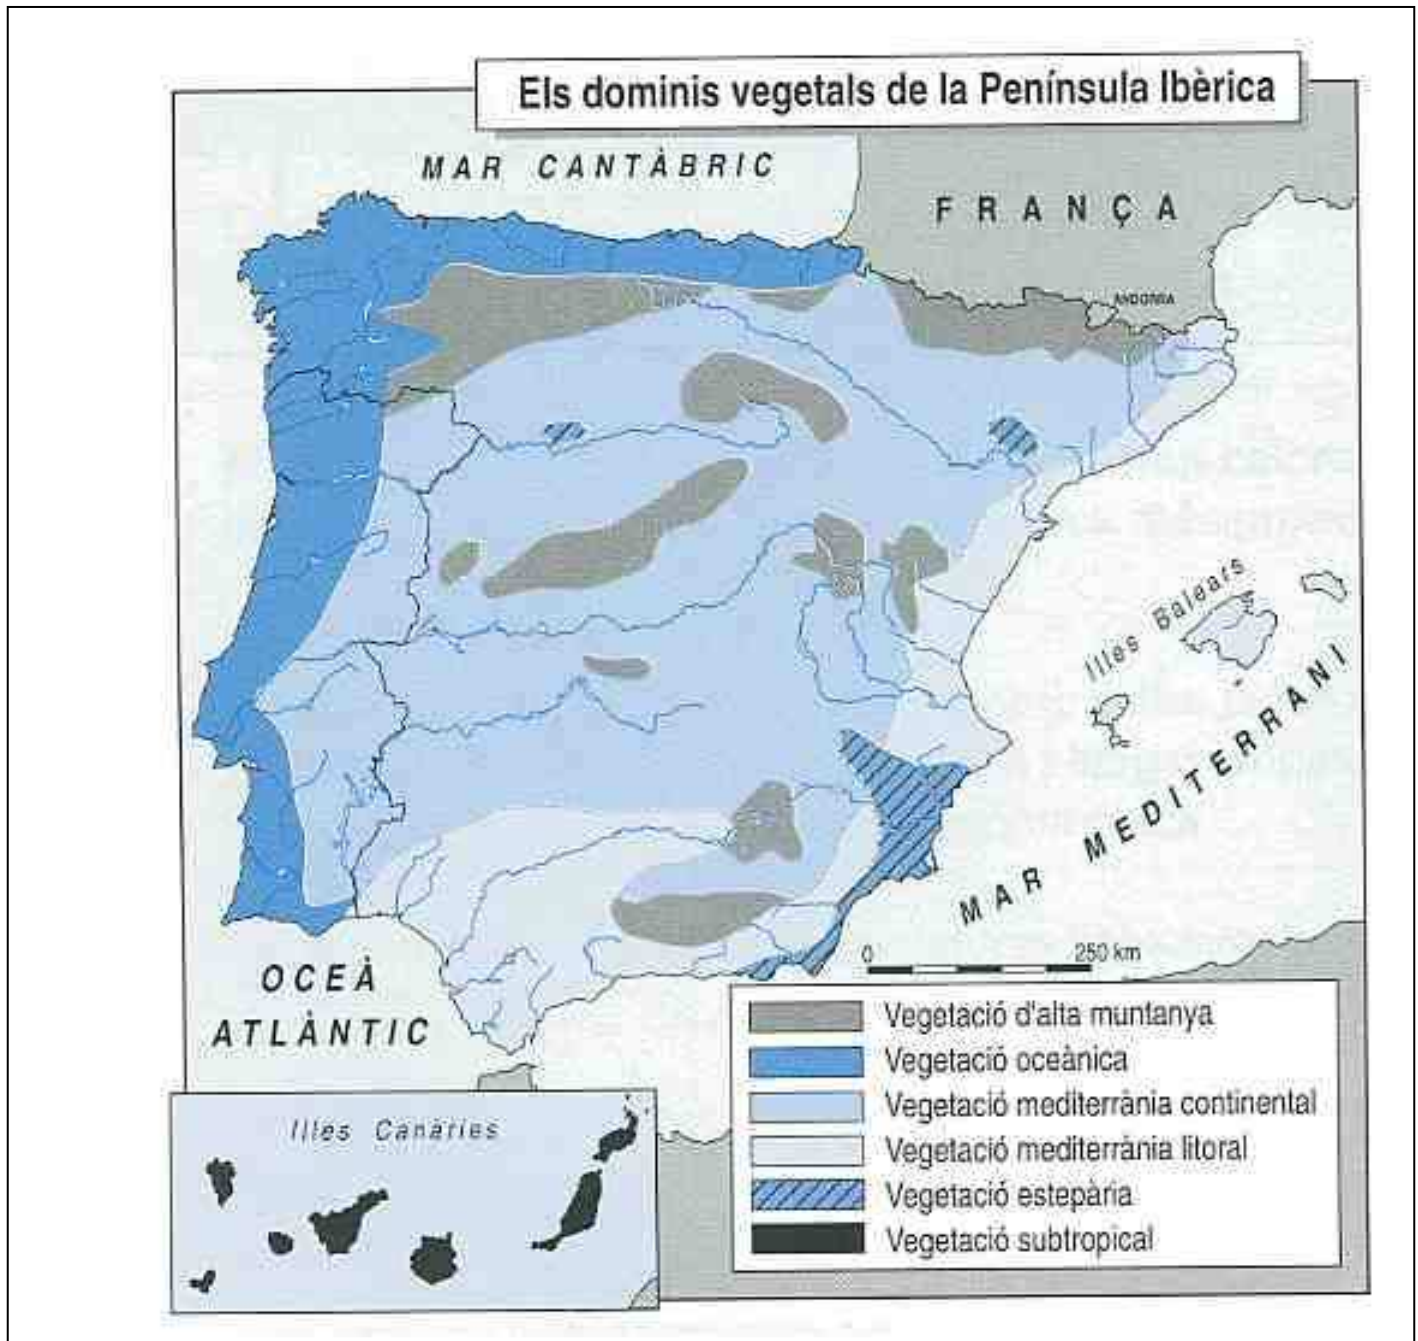 Els dominis vegetals de la Península Ibèrica
MAR CANTÀBRIC
FRANÇA
ANDORRA
Illes Balears
MAR MEDITERRANI
OCEÀ
ATLÀNTIC
0 250 km
Illes Canàries
Vegetació d'alta muntanya
Vegetació oceànica
Vegetació mediterrània continental
Vegetació mediterrània litoral
Vegetació estepària
Vegetació subtropical